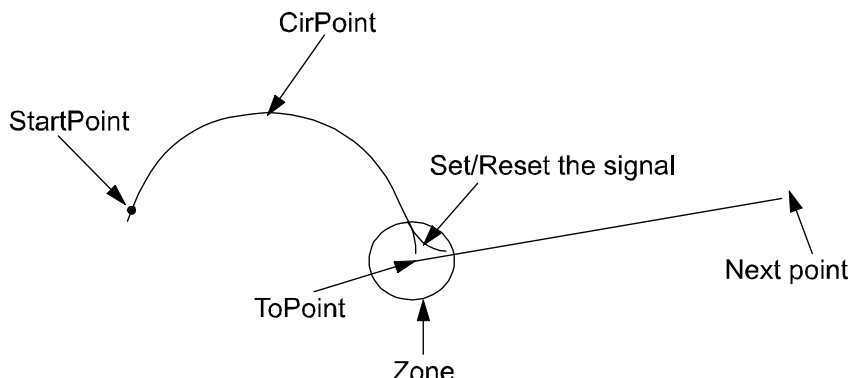 CirPoint
StartPoint
Set/Reset the signal
Next point
ToPoint
Zone